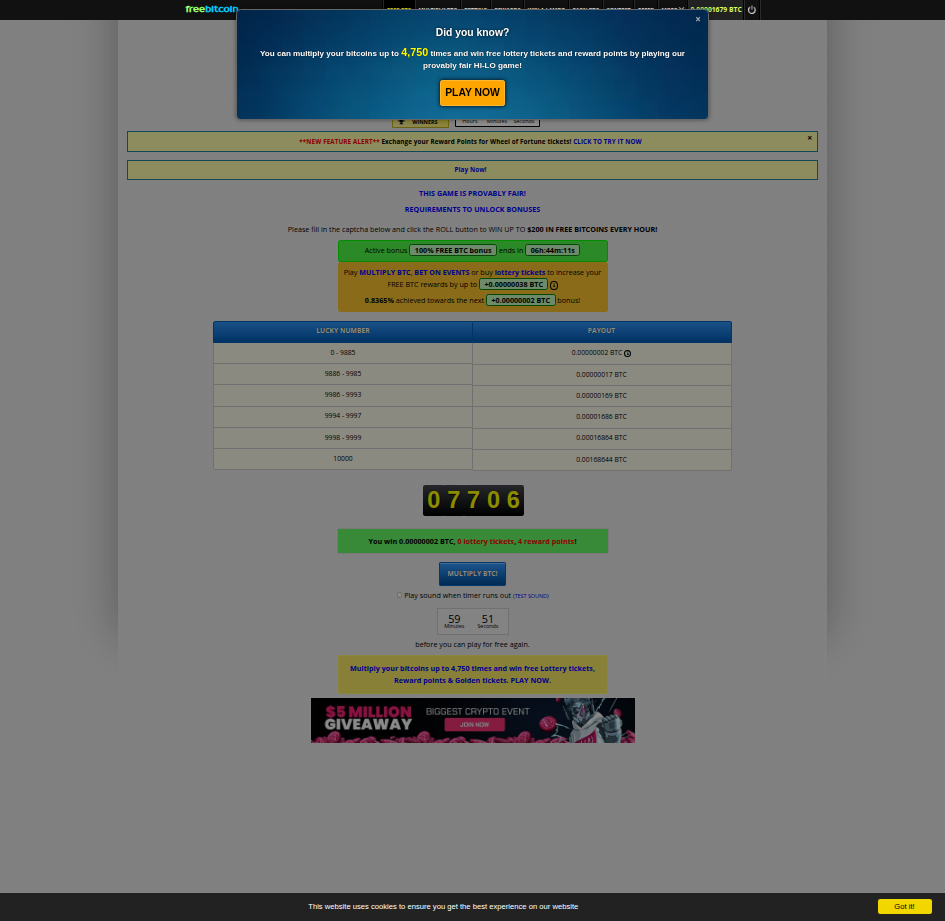 freebitcoin
0.00001679 BTC
×
Did you know?
You can multiply your bitcoins up to 4,750 times and win free lottery tickets and reward points by playing our
provably fair HI-LO game!
PLAY NOW
WINNERS
Hours Minutes Seconds
**NEW FEATURE ALERT** Exchange your Reward Points for Wheel of Fortune tickets! CLICK TO TRY IT NOW
×
Play Now!
THIS GAME IS PROVABLY FAIR!
REQUIREMENTS TO UNLOCK BONUSES
Please fill in the captcha below and click the ROLL button to WIN UP TO $200 IN FREE BITCOINS EVERY HOUR!
Active bonus 100% FREE BTC bonus ends in 06h:44m:11s
Play MULTIPLY BTC, BET ON EVENTS or buy lottery tickets to increase your
FREE BTC rewards by up to +0.00000038 BTC
0.8365% achieved towards the next +0.00000002 BTC bonus!
LUCKY NUMBER PAYOUT
0 - 9885 0.00000002 BTC
9886 - 9985 0.00000017 BTC
9986 - 9993 0.00000169 BTC
9994 - 9997 0.00001686 BTC
9998 - 9999 0.00016864 BTC
10000 0.00168644 BTC
07706
You win 0.00000002 BTC, 0 lottery tickets, 4 reward points!
MULTIPLY BTC!
Play sound when timer runs out (TEST SOUND)
59 51
Minutes Seconds
before you can play for free again.
Multiply your bitcoins up to 4,750 times and win free Lottery tickets,
Reward points & Golden tickets. PLAY NOW.
$5 MILLION
GIVEAWAY
BIGGEST CRYPTO EVENT
JOIN NOW
This website uses cookies to ensure you get the best experience on our website
Got it!